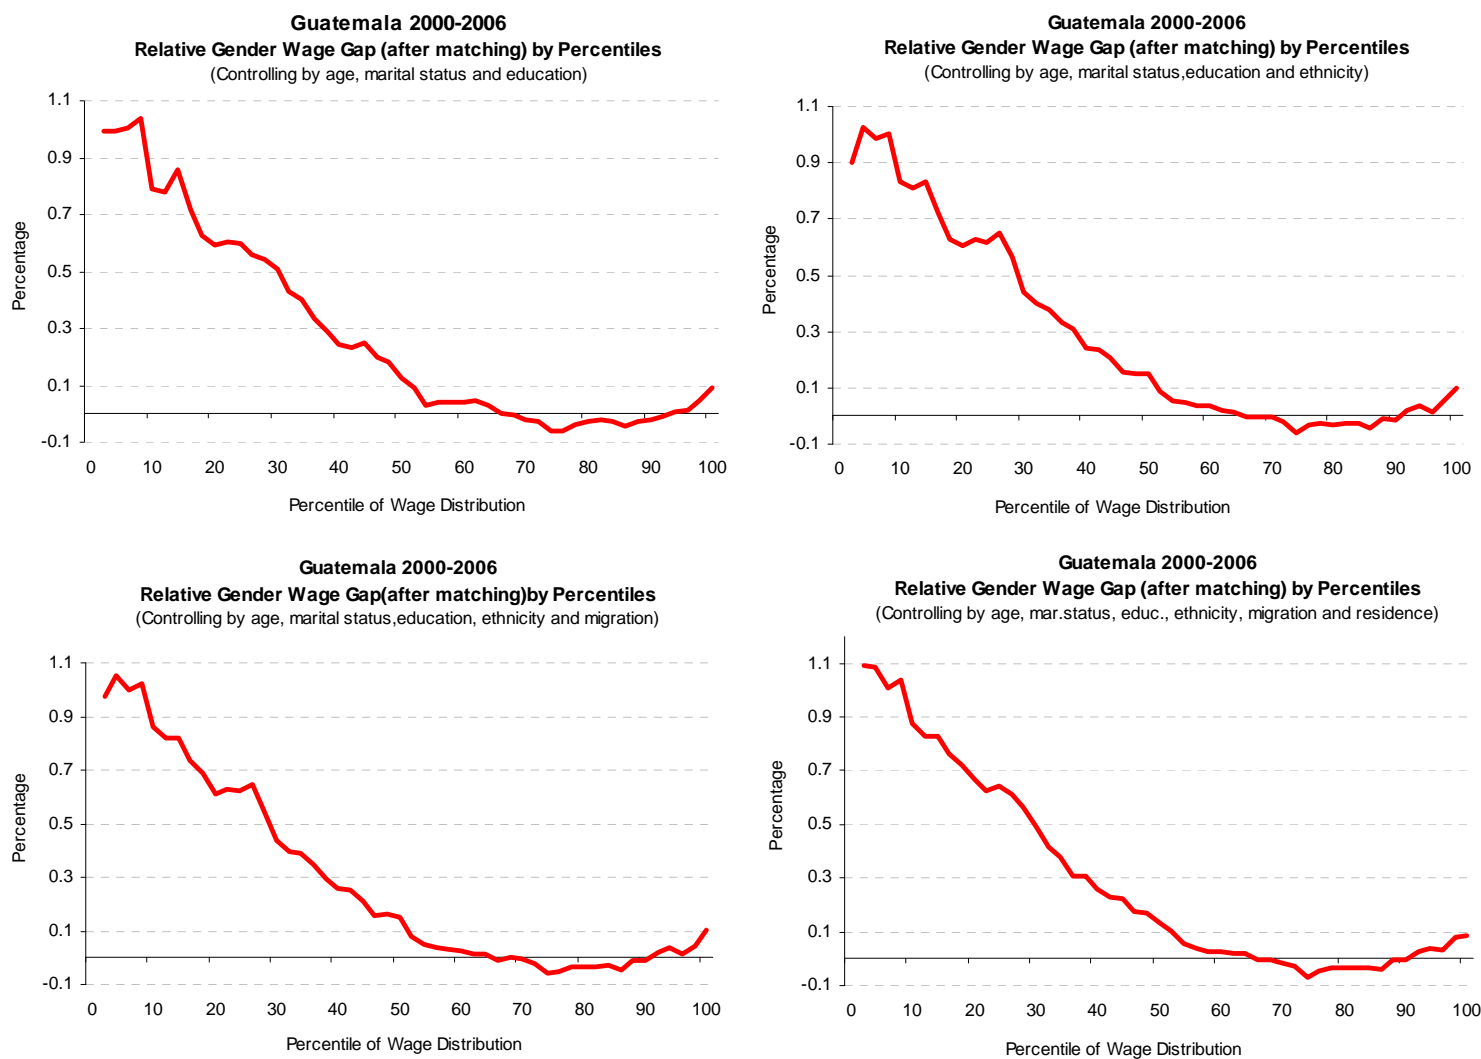 Guatemala 2000-2006
Relative Gender Wage Gap (after matching) by Percentiles
(Controlling by age, marital status and education)
1.1
0.9
0.7
0.5
0.3
0.1
-0.1
Percentage
0 10 20 30 40 50 60 70 80 90 100
Percentile of Wage Distribution
Guatemala 2000-2006
Relative Gender Wage Gap (after matching) by Percentiles
(Controlling by age, marital status,education and ethnicity)
1.1
0.9
0.7
0.5
0.3
0.1
-0.1
Percentage
0 10 20 30 40 50 60 70 80 90 100
Percentile of Wage Distribution
Guatemala 2000-2006
Relative Gender Wage Gap(after matching)by Percentiles
(Controlling by age, marital status,education, ethnicity and migration)
1.1
0.9
0.7
0.5
0.3
0.1
-0.1
Percentage
0 10 20 30 40 50 60 70 80 90 100
Percentile of Wage Distribution
Guatemala 2000-2006
Relative Gender Wage Gap (after matching) by Percentiles
(Controlling by age, mar.status, educ., ethnicity, migration and residence)
1.1
0.9
0.7
0.5
0.3
0.1
-0.1
Percentage
0 10 20 30 40 50 60 70 80 90 100
Percentile of Wage Distribution